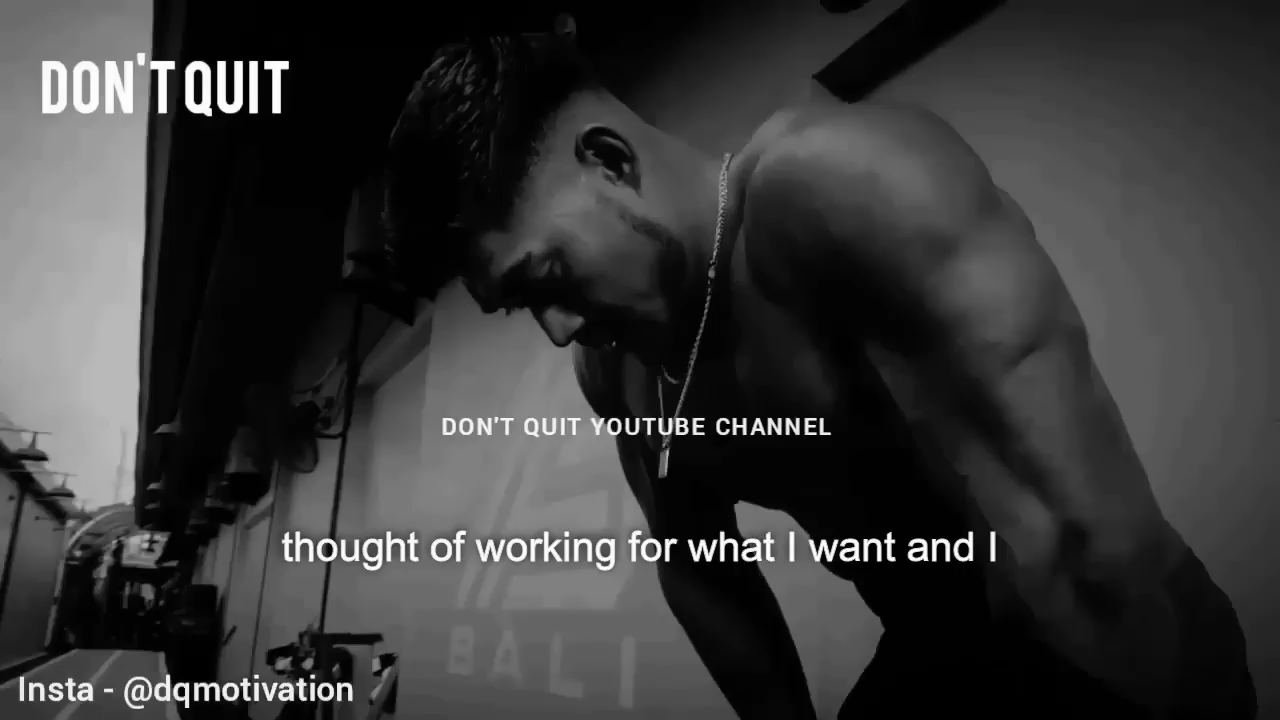 DON'T QUIT
DON'T QUIT YOUTUBE CHANNEL
thought of working for what I want and I
BALI
Insta - @dqmotivation